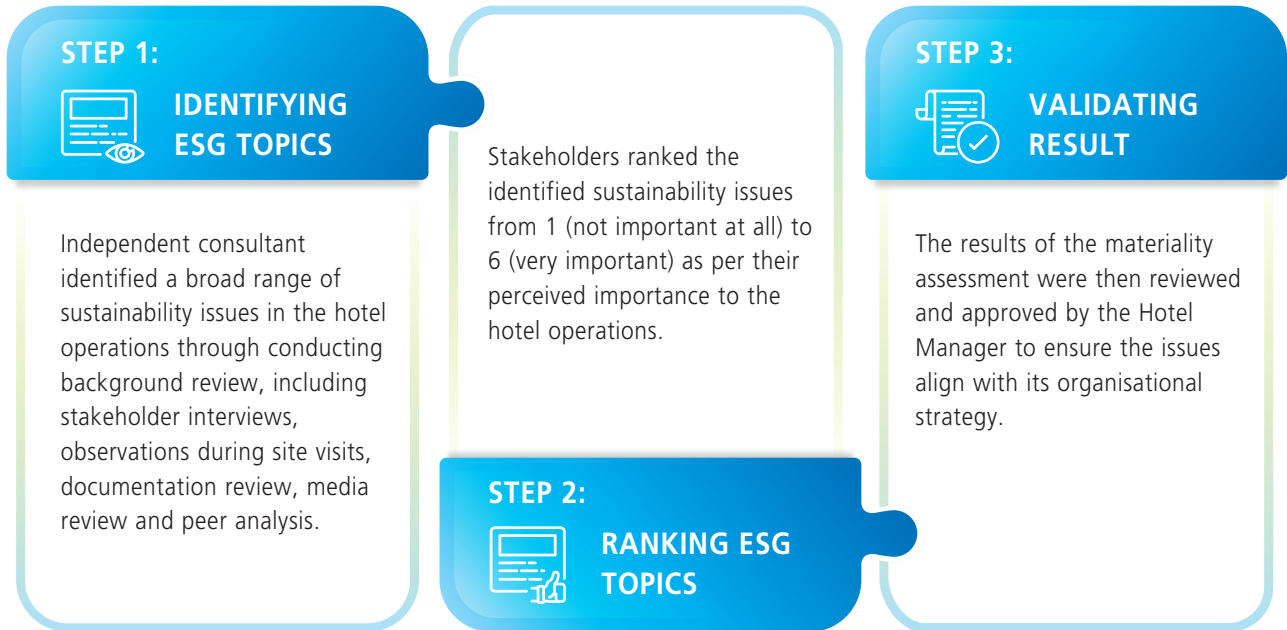 STEP 1:
IDENTIFYING
ESG TOPICS
Independent consultant
identified a broad range of
sustainability issues in the hotel
operations through conducting
background review, including
stakeholder interviews,
observations during site visits,
documentation review, media
review and peer analysis.
Stakeholders ranked the
identified sustainability issues
from 1 (not important at all) to
6 (very important) as per their
perceived importance to the
hotel operations.
STEP 2:
RANKING ESG
TOPICS
STEP 3:
VALIDATING
RESULT
The results of the materiality
assessment were then reviewed
and approved by the Hotel
Manager to ensure the issues
align with its organisational
strategy.